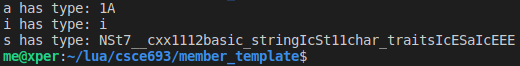 a has type: 1A
i has type: i
s has type: NSt7__cxx1112basic_stringIcSt11char_traitsIcESaIcEEE
me@xper:~/lua/csce693/member_template$